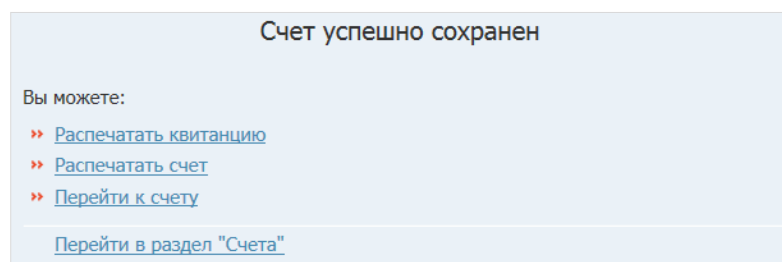 Счет успешно сохранен
Вы можете:
Распечатать квитанцию
Распечатать счет
Перейти к счету
Перейти в раздел "Счета"